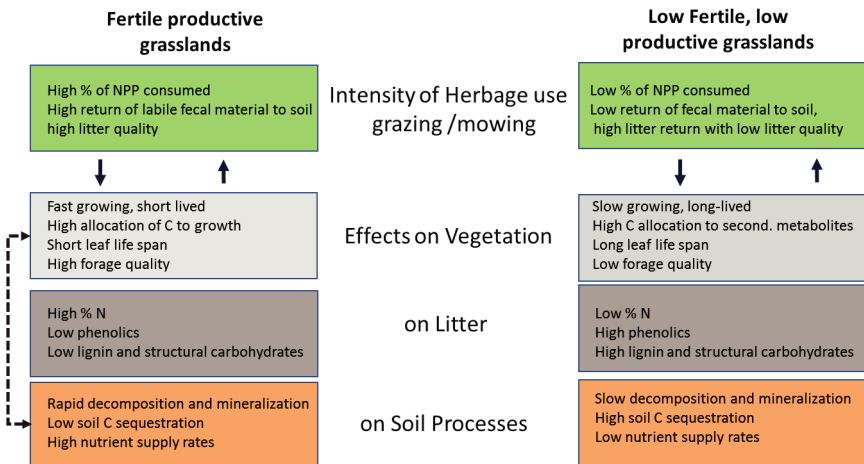 Fertile productive
grasslands
High % of NPP consumed
High return of labile fecal material to soil
high litter quality
Fast growing, short lived
High allocation of C to growth
Short leaf life span
High forage quality
High % N
Low phenolics
Low lignin and structural carbohydrates
Rapid decomposition and mineralization
Low soil C sequestration
High nutrient supply rates
Intensity of Herbage use
grazing /mowing
Effects on Vegetation
on Litter
on Soil Processes
Low Fertile, low
productive grasslands
Low % of NPP consumed
Low return of fecal material to soil,
high litter return with low litter quality
Slow growing, long-lived
High C allocation to second. metabolites
Long leaf life span
Low forage quality
Low % N
High phenolics
High lignin and structural carbohydrates
Slow decomposition and mineralization
High soil C sequestration
Low nutrient supply rates